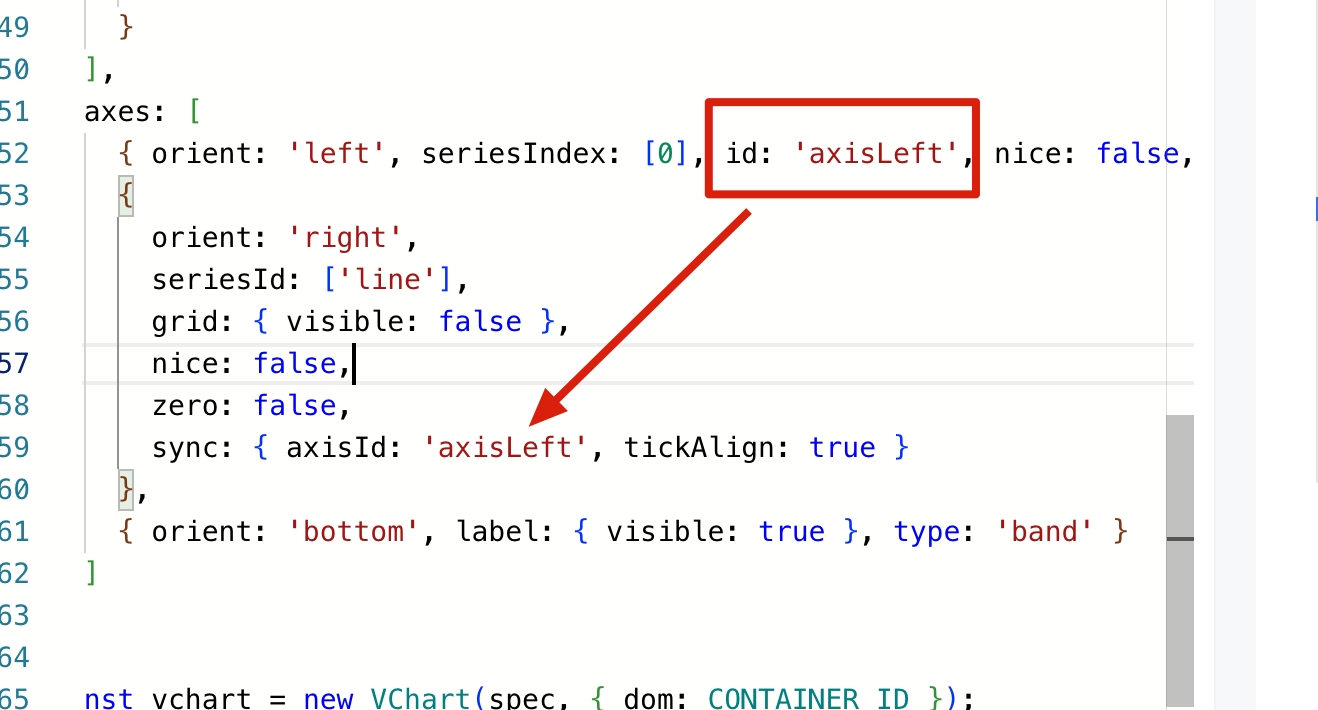 49 }
50 ],
51 axes: [
52 { orient: 'left', seriesIndex: [0], id: 'axisLeft', nice: false,
53 {
54 orient: 'right',
55 seriesId: ['line'],
56 grid: { visible: false },
57 nice: false,
58 zero: false,
59 sync: { axisId: 'axisLeft', tickAlign: true }
60 },
61 { orient: 'bottom', label: { visible: true }, type: 'band' }
62 ]
63
64
65 nst vchart = new VChart(spec, { dom: CONTAINER_ID });